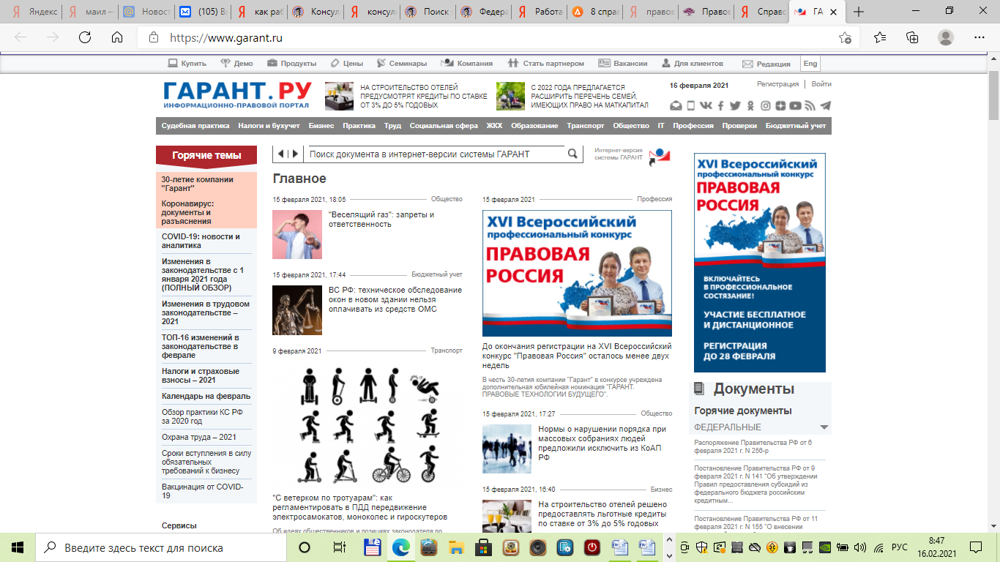 Яндекс
маил —
Новост
(105) Вх
как раб
Консул
консуль
Поиск
Федера
Работа
8 справ
правов
Правов
Справо
ГА
https://www.garant.ru
Купить
Демо
Продукты
Цены
Семинары
Компания
Стать партнером
Вакансии
Для клиентов
Редакция
Eng
ГАРАНТ.РУ
ИНФОРМАЦИОННО-ПРАВОВОЙ ПОРТАЛ
НА СТРОИТЕЛЬСТВО ОТЕЛЕЙ
ПРЕДУСМОТРЯТ КРЕДИТЫ ПО СТАВКЕ
ОТ 3% ДО 5% ГОДОВЫХ
С 2022 ГОДА ПРЕДЛАГАЕТСЯ
РАСШИРИТЬ ПЕРЕЧЕНЬ СЕМЕЙ,
ИМЕЮЩИХ ПРАВО НА МАТКАПИТАЛ
16 февраля 2021
Регистрация | Войти
Судебная практика Налоги и бухучет Бизнес Практика Труд Социальная сфера ЖКХ Образование Транспорт Общество IT Профессия Проверки Бюджетный учет
Горячие темы
30-летие компании
"Гарант"
Коронавирус:
документы и
разъяснения
COVID-19: новости и
аналитика
Изменения в
законодательстве с 1
января 2021 года
(ПОЛНЫЙ ОБЗОР)
Изменения в трудовом
законодательстве –
2021
ТОП-16 изменений в
законодательстве в
феврале
Налоги и страховые
взносы – 2021
Календарь на февраль
Обзор практики КС РФ
за 2020 год
Охрана труда – 2021
Сроки вступления в силу
обязательных
требований к бизнесу
Вакцинация от COVID-
19
Сервисы
Поиск документа в интернет-версии системы ГАРАНТ
Интернет-версия
системы ГАРАНТ
Главное
15 февраля 2021, 18:05
Общество
"Веселящий газ": запреты и
ответственность
15 февраля 2021, 17:44
Бюджетный учет
ВС РФ: техническое обследование
окон в новом здании нельзя
оплачивать из средств ОМС
9 февраля 2021
Транспорт
"С ветерком по тротуарам": как
регламентировать в ПДД передвижение
электросамокатов, моноколес и гироскутеров
Об идеях общественников и позициях законодателя по
15 февраля 2021
Профессия
XVI Всероссийский
профессиональный конкурс
ПРАВОВАЯ
РОССИЯ
До окончания регистрации на XVI Всероссийский
конкурс "Правовая Россия" осталось менее двух
недель
В честь 30-летия компании "Гарант" в конкурсе учреждена
дополнительная юбилейная номинация "ГАРАНТ.
ПРАВОВЫЕ ТЕХНОЛОГИИ БУДУЩЕГО".
15 февраля 2021, 17:27
Общество
Нормы о нарушении порядка при
массовых собраниях людей
предложили исключить из КоАП
РФ
15 февраля 2021, 16:40
Бизнес
На строительство отелей решено
предоставлять льготные кредиты
по ставке от 3% до 5% годовых
XVI Всероссийский
профессиональный конкурс
ПРАВОВАЯ
РОССИЯ
ВКЛЮЧАЙТЕСЬ
В ПРОФЕССИОНАЛЬНОЕ
СОСТЯЗАНИЕ!
УЧАСТИЕ БЕСПЛАТНОЕ
И ДИСТАНЦИОННОЕ
РЕГИСТРАЦИЯ
ДО 28 ФЕВРАЛЯ
Документы
Горячие документы
ФЕДЕРАЛЬНЫЕ
Распоряжение Правительства РФ от 6
февраля 2021 г. N 256-р
Постановление Правительства РФ от 9
февраля 2021 г. N 141 "Об утверждении
Правил предоставления субсидий из
федерального бюджета российским
кредитным...
Постановление Правительства РФ от 11
февраля 2021 г. N 155 "О внесении
Введите здесь текст для поиска
РУС
8:47
16.02.2021